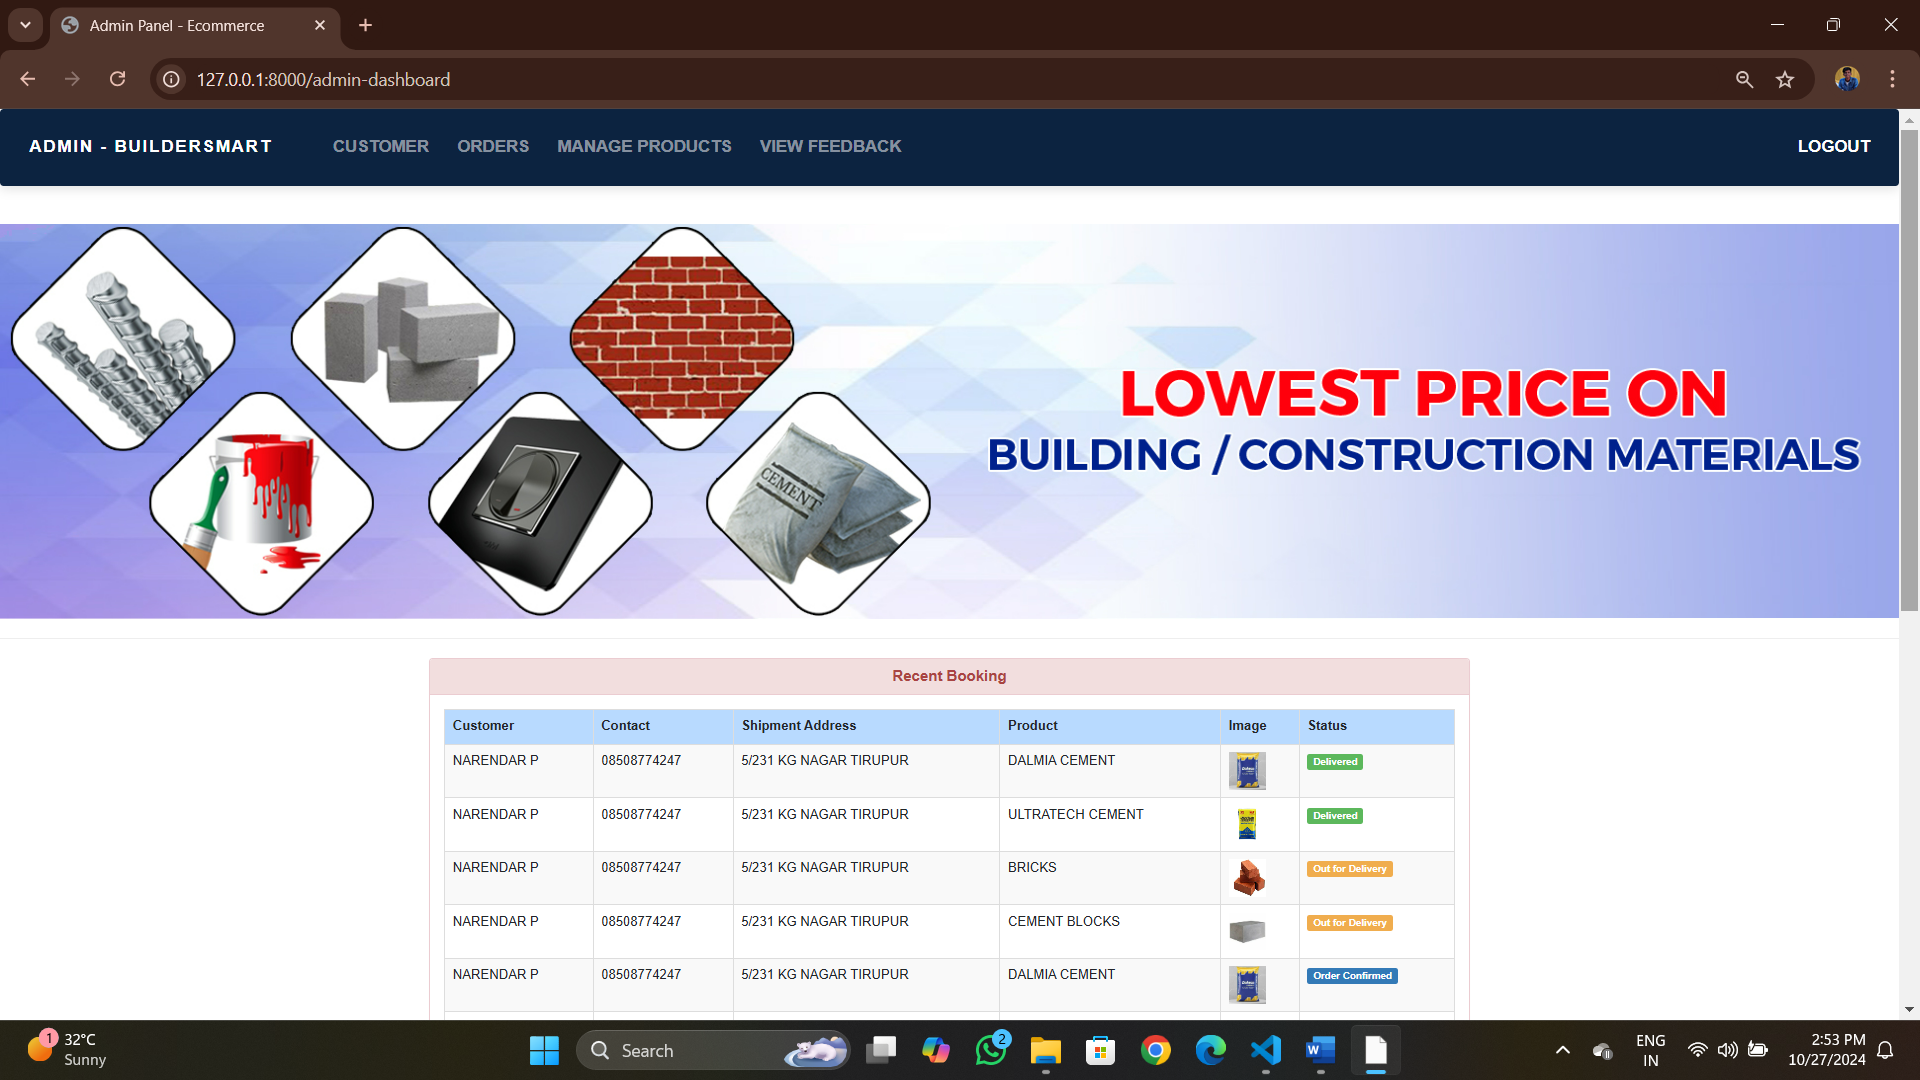 Admin Panel - Ecommerce
127.0.0.1:8000/admin-dashboard
ADMIN - BUILDERSMART CUSTOMER ORDERS MANAGE PRODUCTS VIEW FEEDBACK LOGOUT
LOWEST PRICE ON
BUILDING / CONSTRUCTION MATERIALS
CEMENT
Recent Booking
Customer Contact Shipment Address Product Image Status
NARENDAR P 08508774247 5/231 KG NAGAR TIRUPUR DALMIA CEMENT Delivered
NARENDAR P 08508774247 5/231 KG NAGAR TIRUPUR ULTRATECH CEMENT Delivered
NARENDAR P 08508774247 5/231 KG NAGAR TIRUPUR BRICKS Out for Delivery
NARENDAR P 08508774247 5/231 KG NAGAR TIRUPUR CEMENT BLOCKS Out for Delivery
NARENDAR P 08508774247 5/231 KG NAGAR TIRUPUR DALMIA CEMENT Order Confirmed
1 32°C
Sunny
Search
2
W
ENG
IN
2:53 PM
10/27/2024